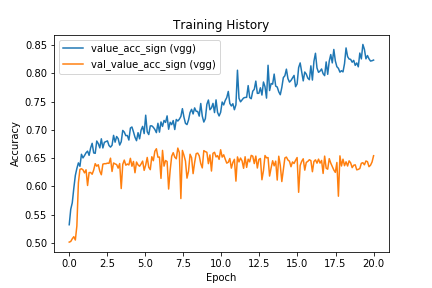 Training History
value_acc_sign (vgg)
val_value_acc_sign (vgg)
Accuracy
0.85
0.80
0.75
0.70
0.65
0.60
0.55
0.50
0.0 2.5 5.0 7.5 10.0 12.5 15.0 17.5 20.0
Epoch